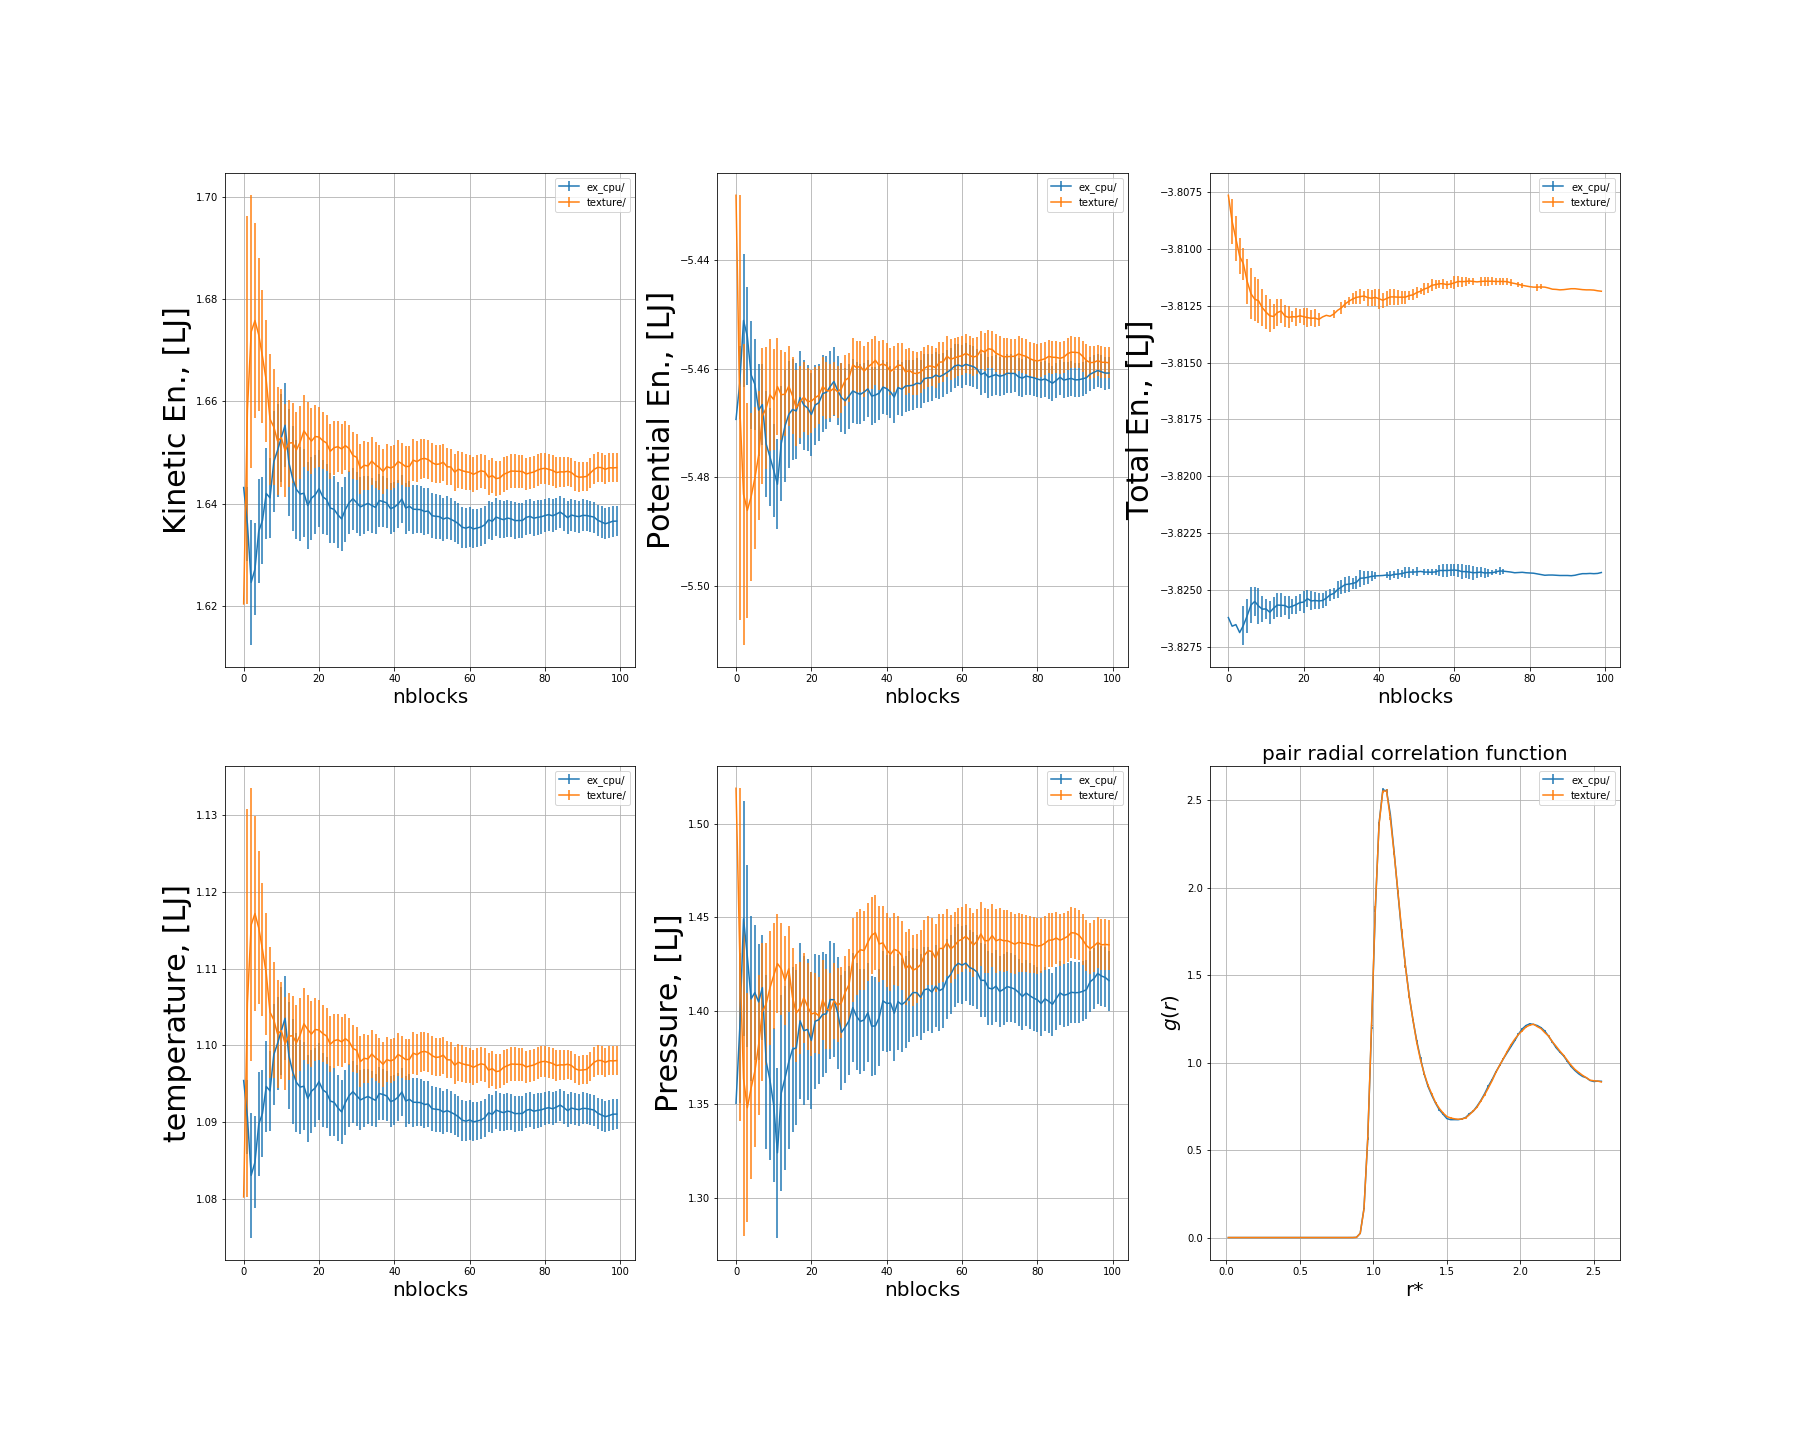 Kinetic En., [LJ]
1.70
1.68
1.66
1.64
1.62
0 20 40 60 80 100
nblocks
ex_cpu/
texture/
Potential En., [LJ]
−5.44
−5.46
−5.48
−5.50
0 20 40 60 80 100
nblocks
ex_cpu/
texture/
Total En., [LJ]
−3.8075
−3.8100
−3.8125
−3.8150
−3.8175
−3.8200
−3.8225
−3.8250
−3.8275
0 20 40 60 80 100
nblocks
ex_cpu/
texture/
temperature, [LJ]
1.13
1.12
1.11
1.10
1.09
1.08
0 20 40 60 80 100
nblocks
ex_cpu/
texture/
Pressure, [LJ]
1.50
1.45
1.40
1.35
1.30
0 20 40 60 80 100
nblocks
ex_cpu/
texture/
pair radial correlation function
g(r)
2.5
2.0
1.5
1.0
0.5
0.0
0.0 0.5 1.0 1.5 2.0 2.5
r*
ex_cpu/
texture/